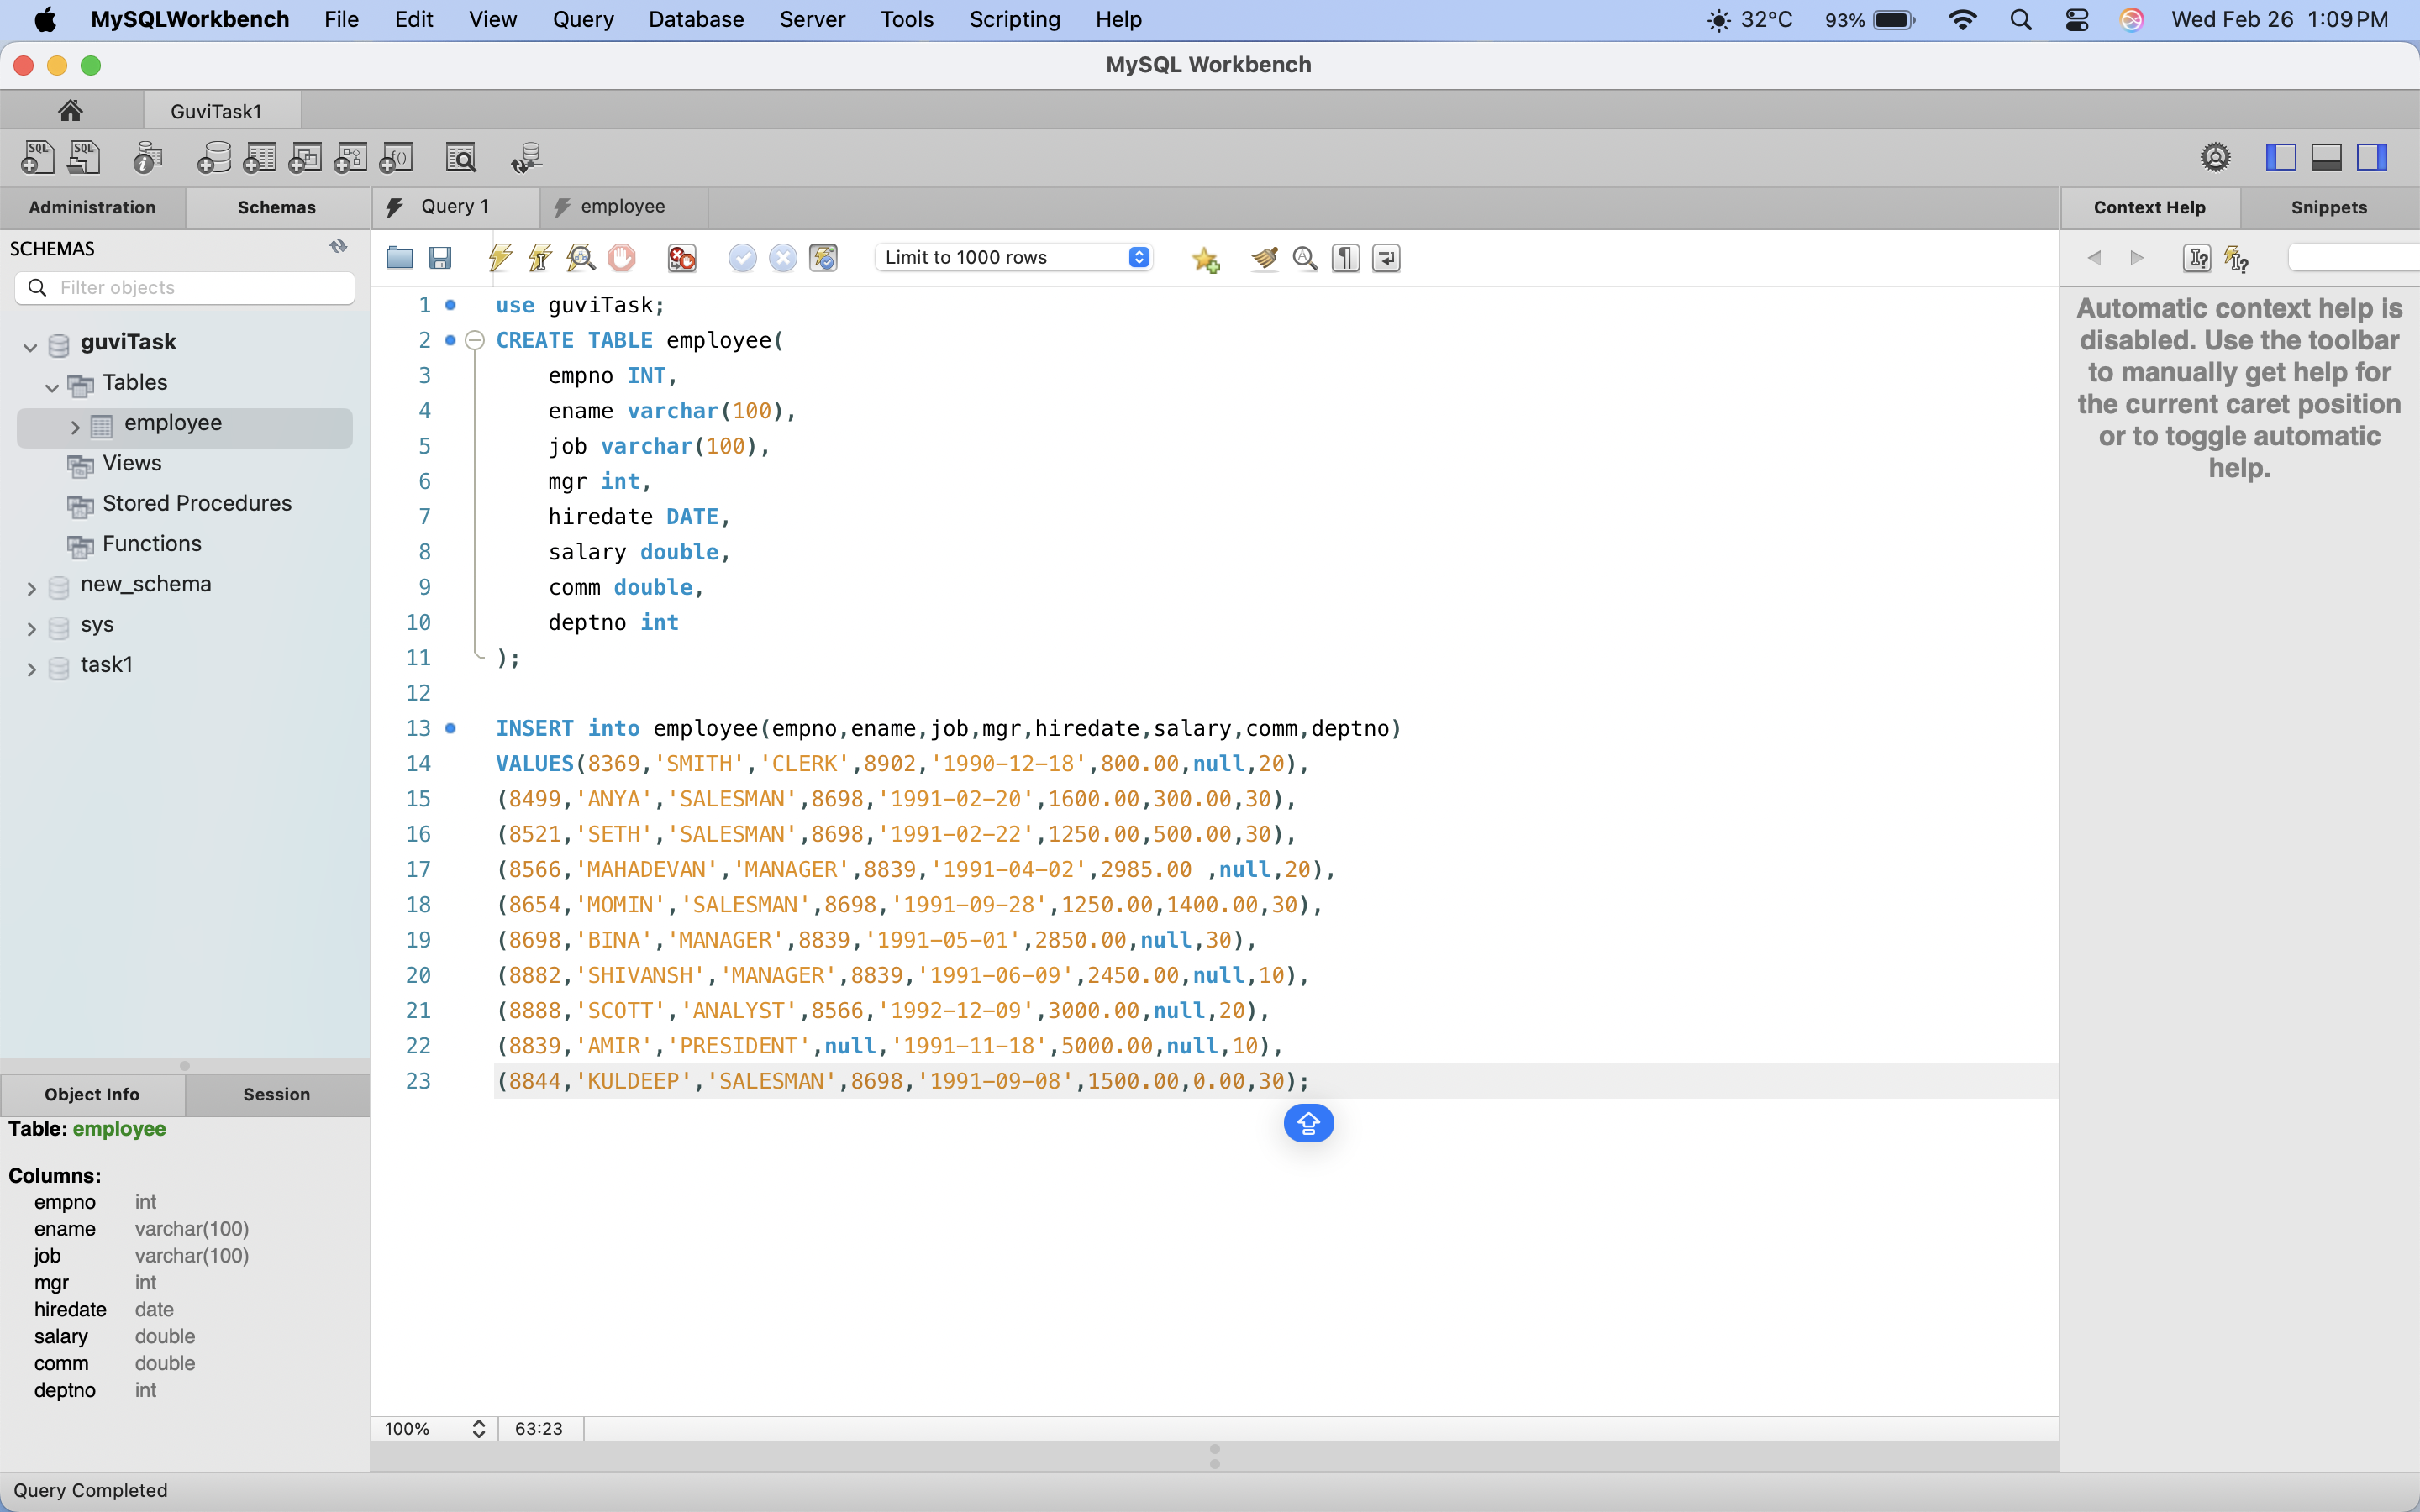 MySQLWorkbench File Edit View Query Database Server Tools Scripting Help 32°C 93% Wed Feb 26 1:09 PM
MySQL Workbench
GuviTask1
Administration Schemas Query 1 employee Context Help Snippets
SCHEMAS
Limit to 1000 rows
Filter objects
guviTask
Tables
employee
Views
Stored Procedures
Functions
new_schema
sys
task1
1 use guviTask;
2 CREATE TABLE employee(
3 empno INT,
4 ename varchar(100),
5 job varchar(100),
6 mgr int,
7 hiredate DATE,
8 salary double,
9 comm double,
10 deptno int
11 );
12
13 INSERT into employee(empno,ename,job,mgr,hiredate,salary,comm,deptno)
14 VALUES(8369,'SMITH','CLERK',8902,'1990-12-18',800.00,null,20),
15 (8499,'ANYA','SALESMAN',8698,'1991-02-20',1600.00,300.00,30),
16 (8521,'SETH','SALESMAN',8698,'1991-02-22',1250.00,500.00,30),
17 (8566,'MAHADEVAN','MANAGER',8839,'1991-04-02',2985.00 ,null,20),
18 (8654,'MOMIN','SALESMAN',8698,'1991-09-28',1250.00,1400.00,30),
19 (8698,'BINA','MANAGER',8839,'1991-05-01',2850.00,null,30),
20 (8882,'SHIVANSH','MANAGER',8839,'1991-06-09',2450.00,null,10),
21 (8888,'SCOTT','ANALYST',8566,'1992-12-09',3000.00,null,20),
22 (8839,'AMIR','PRESIDENT',null,'1991-11-18',5000.00,null,10),
23 (8844,'KULDEEP','SALESMAN',8698,'1991-09-08',1500.00,0.00,30);
Automatic context help is
disabled. Use the toolbar
to manually get help for
the current caret position
or to toggle automatic
help.
Object Info Session
Table: employee
Columns:
empno int
ename varchar(100)
job varchar(100)
mgr int
hiredate date
salary double
comm double
deptno int
100% 63:23
Query Completed